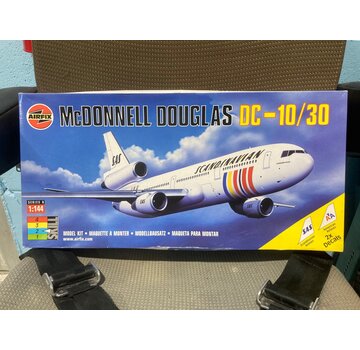 AIRFIX
McDONNELL DOUGLAS DC-10/30
SAS
SCANDINAVIAN
SERIES 6
1:144
MODEL KIT • MAQUETTE A MONTER • MODELLBAUSATZ • MAQUETA PARA MONTAR
www.airfix.com
SAS
2x
Decals